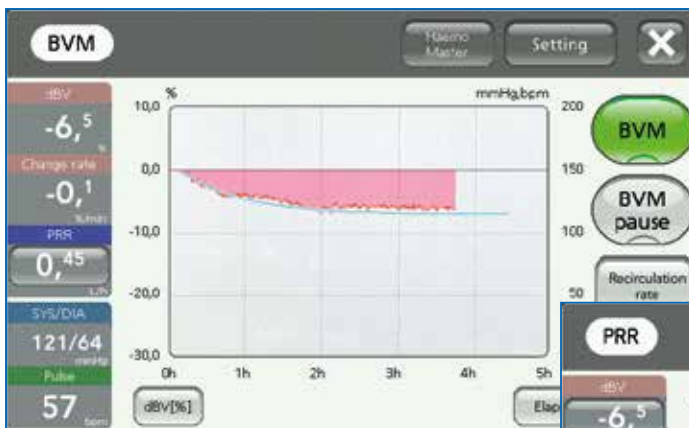 BVM
Haemo
Master
Setting
X
dBV
-6,5
%
Change rate
-0,1
%/min
PRR
0,45
L/h
SYS/DIA
121/64
mmHg
Pulse
57
bpm
%
mmHg,bpm
10,0
0,0
-10,0
-20,0
-30,0
200
150
100
50
0h
1h
2h
3h
4h
5h
dBV[%]
Elap
BVM
BVM
pause
Recirculation
rate
PRR
dBV
-6,5